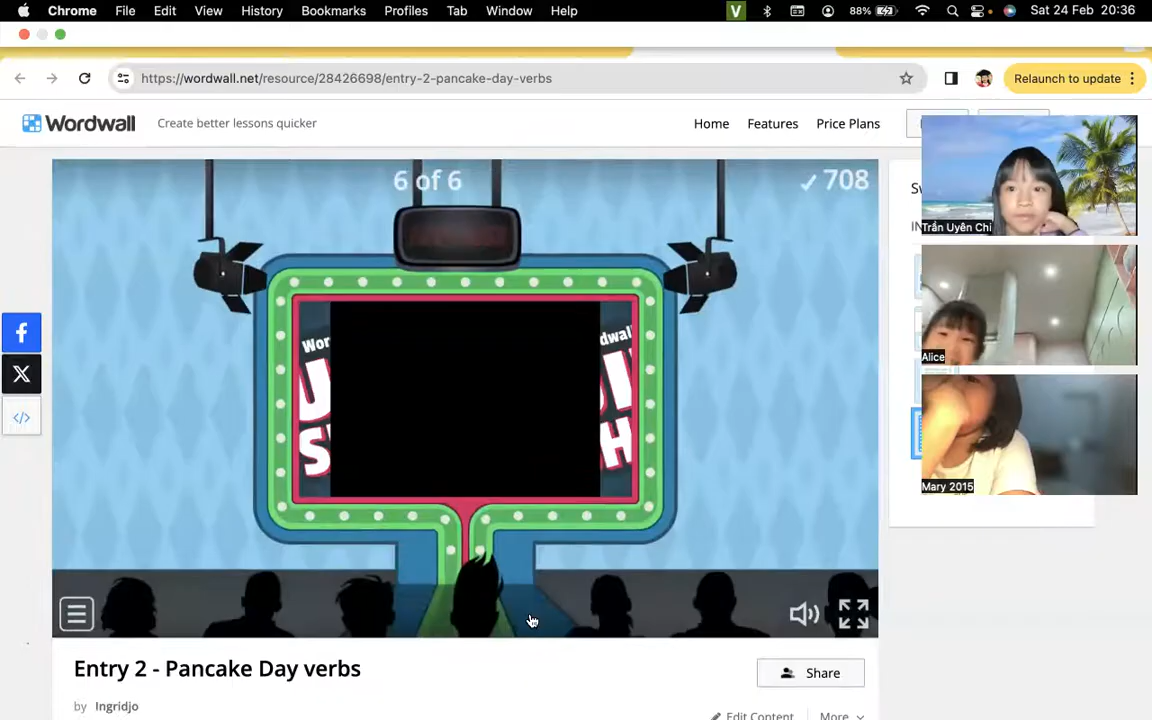 Chrome File Edit View History Bookmarks Profiles Tab Window Help V 88% Sat 24 Feb 20:36
https://wordwall.net/resource/28426698/entry-2-pancake-day-verbs Relaunch to update
Wordwall Create better lessons quicker Home Features Price Plans
6 of 6
✓ 708
Trần Uyên Chi
Alice
Mary 2015
Entry 2 - Pancake Day verbs
Share
by Ingridjo
Edit Content More